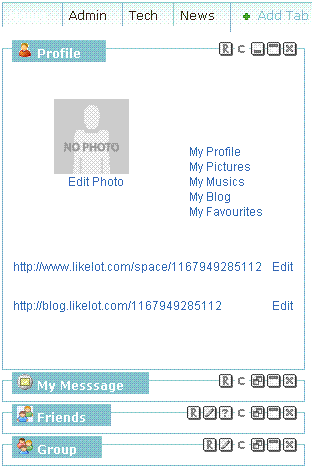 Admin Tech News Add Tab
Profile R C
NO PHOTO
Edit Photo
My Profile
My Pictures
My Musics
My Blog
My Favourites
http://www.likelot.com/space/1167949285112 Edit
http://blog.likelot.com/1167949285112 Edit
My Messsage R C
Friends R ? C
Group R C